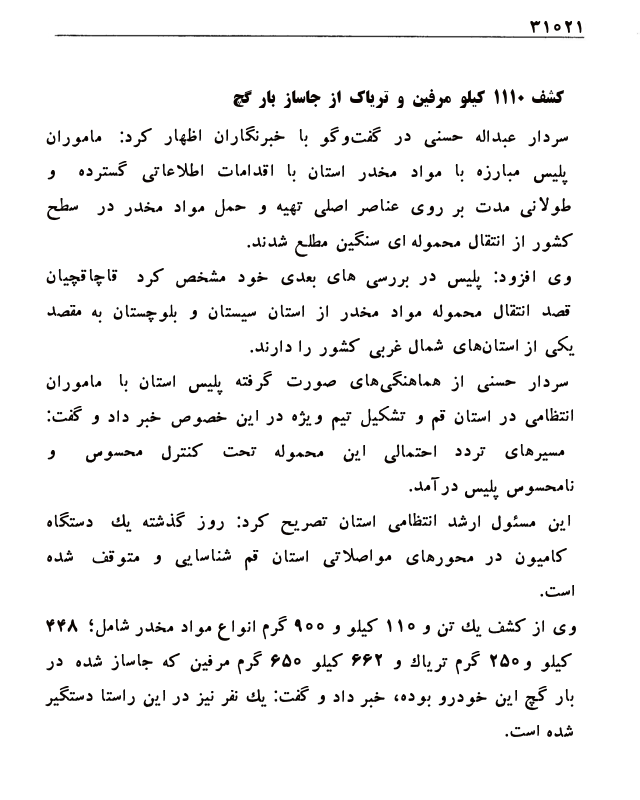 ۳۱۰۲۱
کشف ۱۱۱۰ کیلو مرفین و تریاک از جاساز بار گچ
سردار عبداله حسنی در گفت‌وگو با خبرنگاران اظهار کرد: ماموران
پلیس مبارزه با مواد مخدر استان با اقدامات اطلاعاتی گسترده و
طولانی مدت بر روی عناصر اصلی تهیه و حمل مواد مخدر در سطح
کشور از انتقال محموله ای سنگین مطلع شدند.
وی افزود: پلیس در بررسی های بعدی خود مشخص کرد قاچاقچیان
قصد انتقال محموله مواد مخدر از استان سیستان و بلوچستان به مقصد
یکی از استان‌های شمال غربی کشور را دارند.
سردار حسنی از هماهنگی‌های صورت گرفته پلیس استان با ماموران
انتظامی در استان قم و تشکیل تیم ویژه در این خصوص خبر داد و گفت:
مسیرهای تردد احتمالی این محموله تحت کنترل محسوس و
نامحسوس پلیس درآمد.
این مسئول ارشد انتظامی استان تصریح کرد: روز گذشته یك دستگاه
کامیون در محورهای مواصلاتی استان قم شناسایی و متوقف شده
است.
وی از کشف یك تن و ۱۱۰ کیلو و ۹۰۰ گرم انواع مواد مخدر شامل؛ ۴۴۸
کیلو و ۲۵۰ گرم تریاك و ۶۶۲ کیلو ۶۵۰ گرم مرفین که جاساز شده در
بار گچ این خودرو بوده، خبر داد و گفت: یك نفر نیز در این راستا دستگیر
شده است.